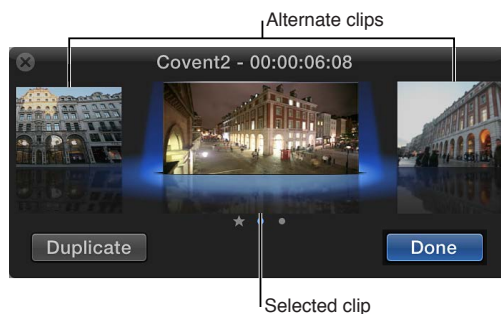 Alternate clips
Covent2 - 00:00:06:08
Duplicate
Done
Selected clip